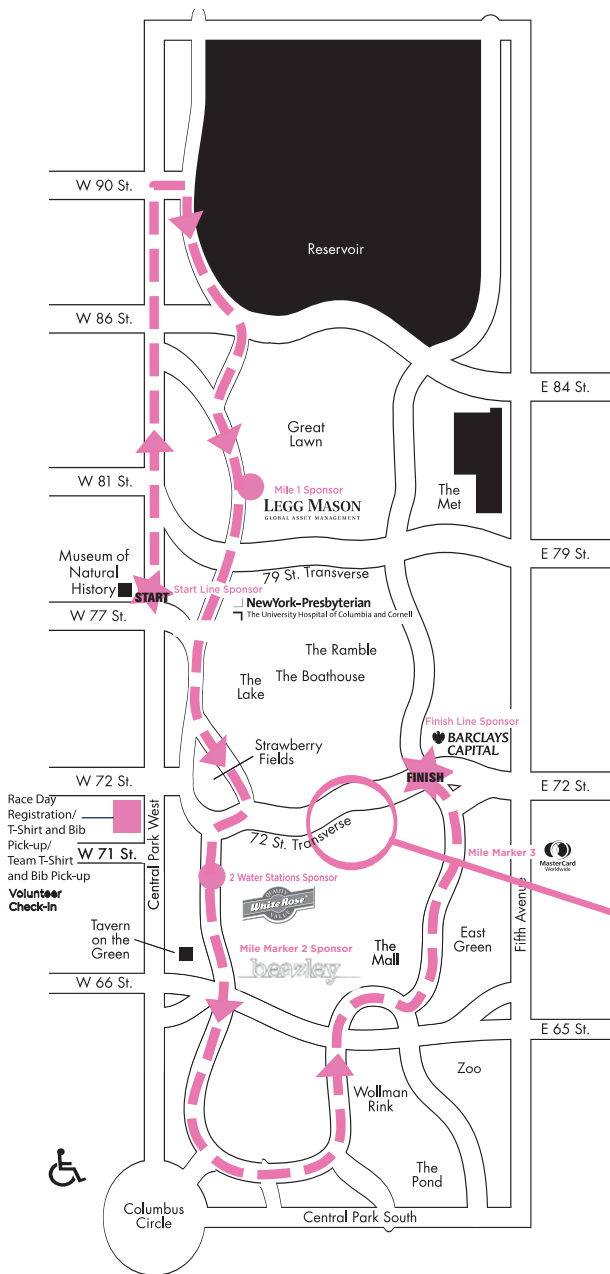 W 90 St.
Reservoir
W 86 St.
E 84 St.
Great
Lawn
W 81 St.
Mile 1 Sponsor
LEGG MASON
GLOBAL ASSET MANAGEMENT
The
Met
E 79 St.
Museum of
Natural
History
79 St. Transverse
START
Start Line Sponsor
NewYork-Presbyterian
The University Hospital of Columbia and Cornell
W 77 St.
The Ramble
The Boathouse
The
Lake
Finish Line Sponsor
BARCLAYS
CAPITAL
Strawberry
Fields
FINISH
W 72 St.
E 72 St.
Race Day
Registration/
T-Shirt and Bib
Pick-up/
Team T-Shirt
and Bib Pick-up
Volunteer
Check-in
W 71 St.
Central Park West
72 St. Transverse
Mile Marker 3
MasterCard
Worldwide
2 Water Stations Sponsor
QUALITY
White Rose
VALUE
Fifth Avenue
Tavern
on the
Green
Mile Marker 2 Sponsor
beazley
The
Mall
East
Green
W 66 St.
E 65 St.
Zoo
Wollman
Rink
The
Pond
Columbus
Circle
Central Park South